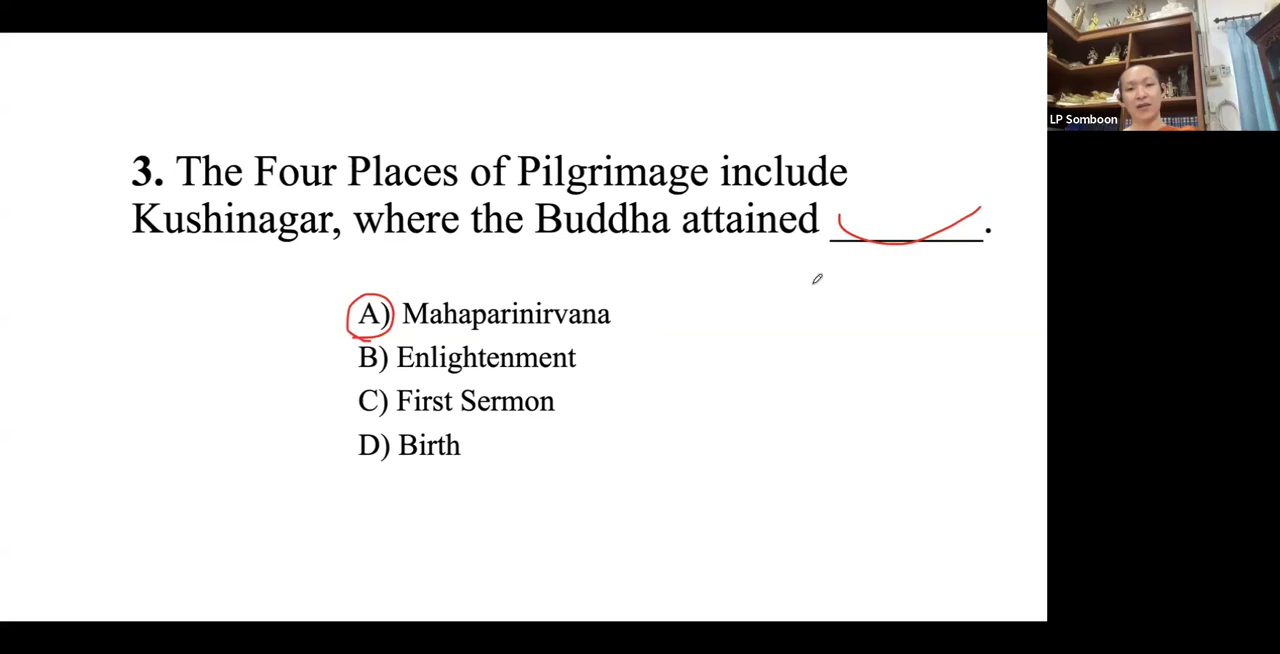 3. The Four Places of Pilgrimage include
Kushinagar, where the Buddha attained __________.
A) Mahaparinirvana
B) Enlightenment
C) First Sermon
D) Birth
LP Somboon